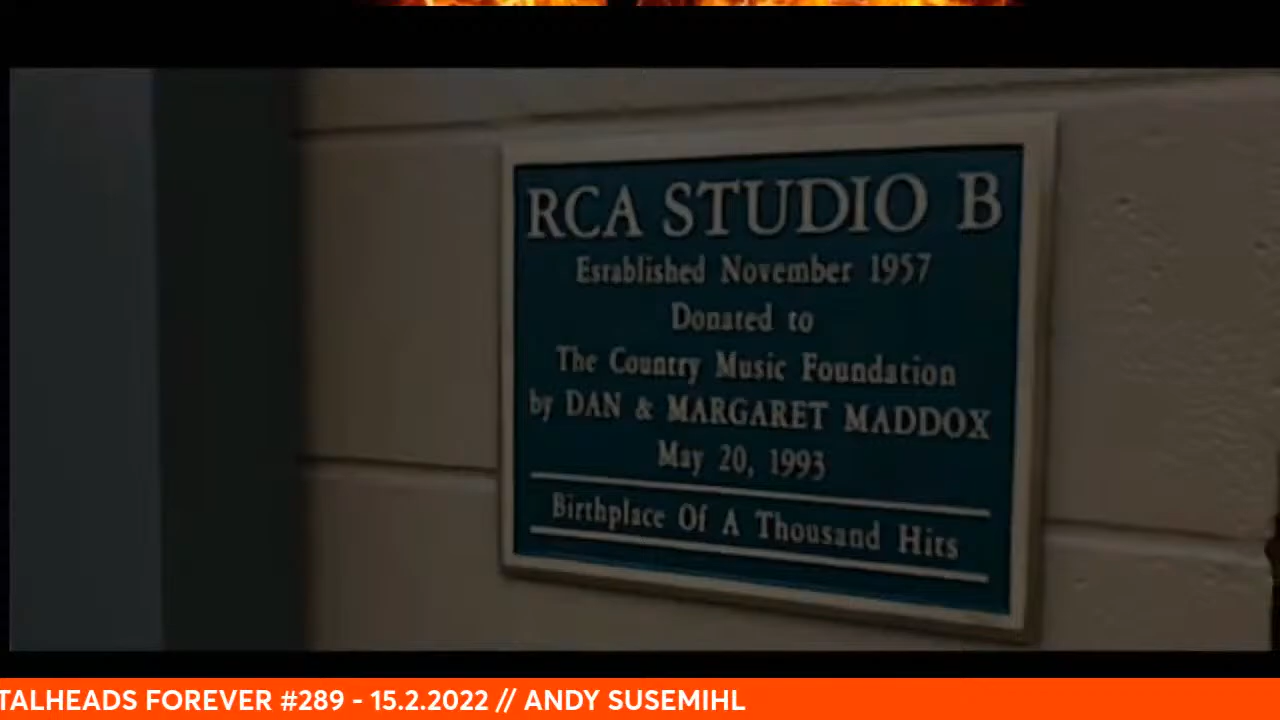 RCA STUDIO B
Established November 1957
Donated to
The Country Music Foundation
by DAN & MARGARET MADDOX
May 20, 1993
Birthplace Of A Thousand Hits
TALHEADS FOREVER #289 - 15.2.2022 // ANDY SUSEMIHL